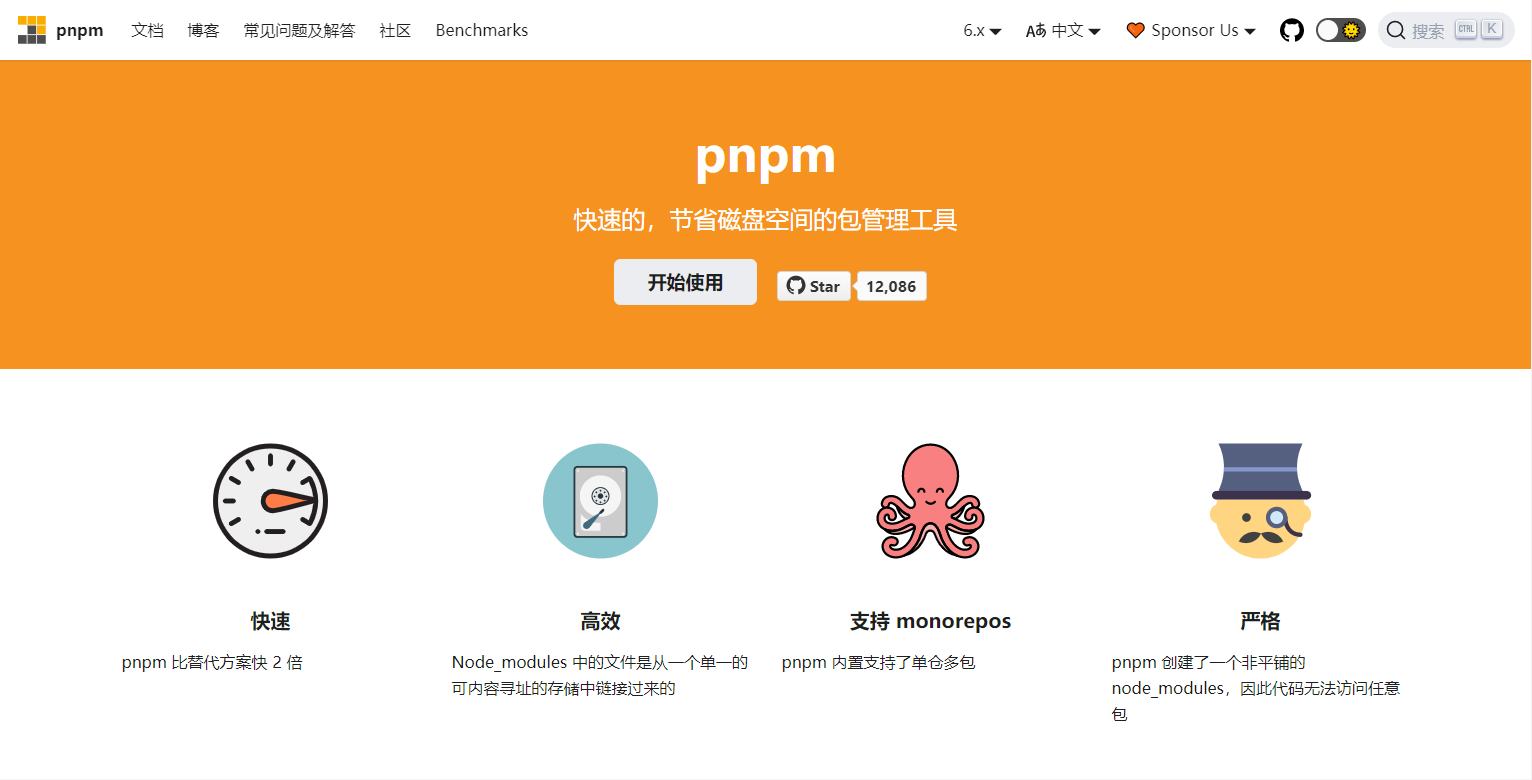 pnpm 文档 博客 常见问题及解答 社区 Benchmarks 6.x Aあ 中文 Sponsor Us 搜索 CTRL K
pnpm
快速的，节省磁盘空间的包管理工具
开始使用 Star 12,086
快速
pnpm 比替代方案快 2 倍
高效
Node_modules 中的文件是从一个单一的
可内容寻址的存储中链接过来的
支持 monorepos
pnpm 内置支持了单仓多包
严格
pnpm 创建了一个非平铺的
node_modules，因此代码无法访问任意
包